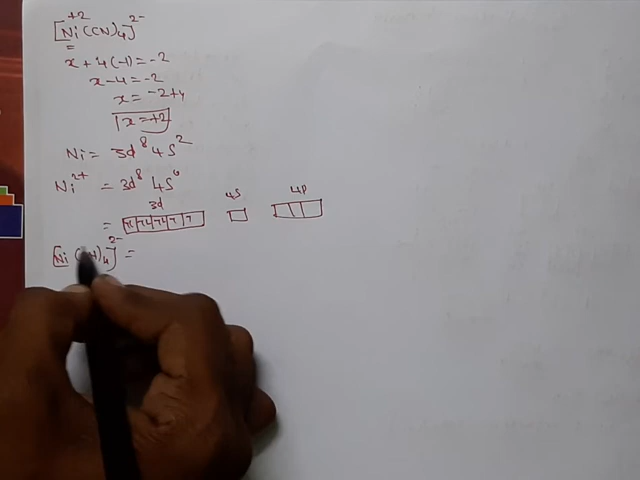 [Ni(CN)4]2- +2
x + 4(-1) = -2
x - 4 = -2
x = -2+4
x = +2
Ni = 3d8 4S2
Ni2+ = 3d8 4S0
3d 4S 4P
=
[Ni(CN)4]2- =